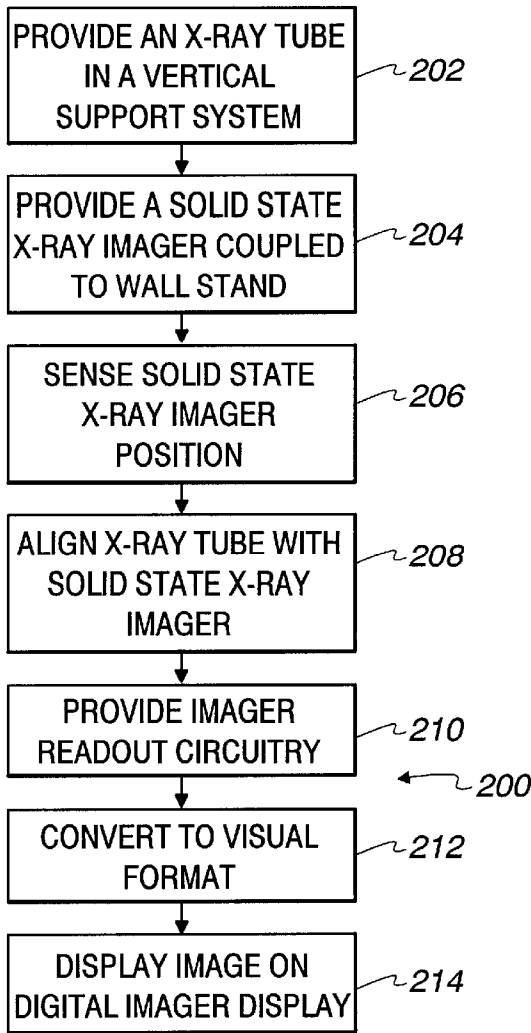 PROVIDE AN X-RAY TUBE
IN A VERTICAL
SUPPORT SYSTEM
202
PROVIDE A SOLID STATE
X-RAY IMAGER COUPLED
TO WALL STAND
204
SENSE SOLID STATE
X-RAY IMAGER
POSITION
206
ALIGN X-RAY TUBE WITH
SOLID STATE X-RAY
IMAGER
208
PROVIDE IMAGER
READOUT CIRCUITRY
210
200
CONVERT TO VISUAL
FORMAT
212
DISPLAY IMAGE ON
DIGITAL IMAGER DISPLAY
214